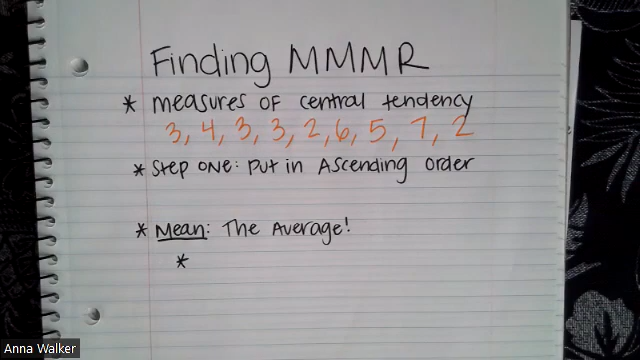 Finding MMMR
* measures of central tendency
3, 4, 3, 3, 2, 6, 5, 7, 2
* Step one: Put in Ascending order
* Mean: The Average!
*
Anna Walker